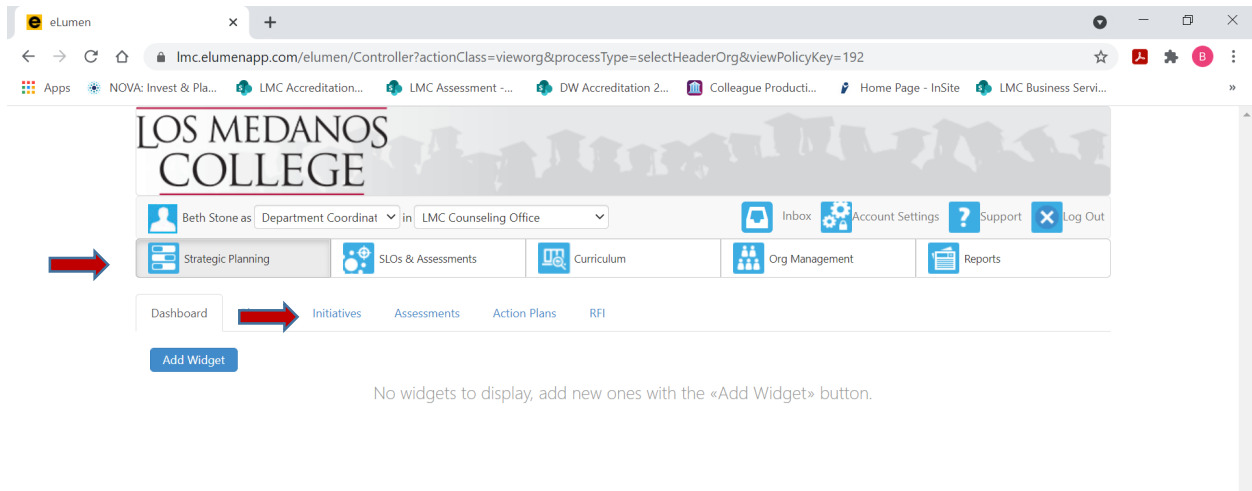 eLumen
lmc.elumenapp.com/elumen/Controller?actionClass=vieworg&processType=selectHeaderOrg&viewPolicyKey=192
B
Apps NOVA: Invest & Pla... LMC Accreditation... LMC Assessment -... DW Accreditation 2... Colleague Producti... Home Page - InSite LMC Business Servi... »
LOS MEDANOS
COLLEGE
Beth Stone as Department Coordinat in LMC Counseling Office Inbox Account Settings ? Support Log Out
Strategic Planning SLOs & Assessments Curriculum Org Management Reports
Dashboard Initiatives Assessments Action Plans RFI
Add Widget
No widgets to display, add new ones with the «Add Widget» button.